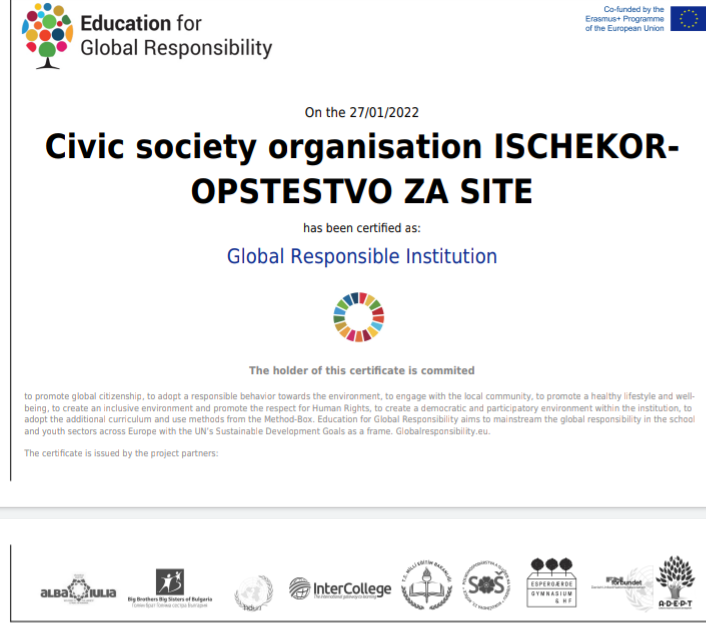 Education for
Global Responsibility
Co-funded by the
Erasmus+ Programme
of the European Union
On the 27/01/2022
Civic society organisation ISCHEKOR-
OPSTESTVO ZA SITE
has been certified as:
Global Responsible Institution
The holder of this certificate is commited
to promote global citizenship, to adopt a responsible behavior towards the environment, to engage with the local community, to promote a healthy lifestyle and well-
being, to create an inclusive environment and promote the respect for Human Rights, to create a democratic and participatory environment within the institution, to
adopt the additional curriculum and use methods from the Method-Box. Education for Global Responsibility aims to mainstream the global responsibility in the school
and youth sectors across Europe with the UN's Sustainable Development Goals as a frame. Globalresponsibility.eu.
The certificate is issued by the project partners:
ALBA IULIA
Big Brothers Big Sisters of Bulgaria
InterCollege
T.C. MİLLİ EĞİTİM BAKANLIĞI
SOŠ
ESPERGÆRDE
GYMNASIUM
& HF
A·D·E·P·T